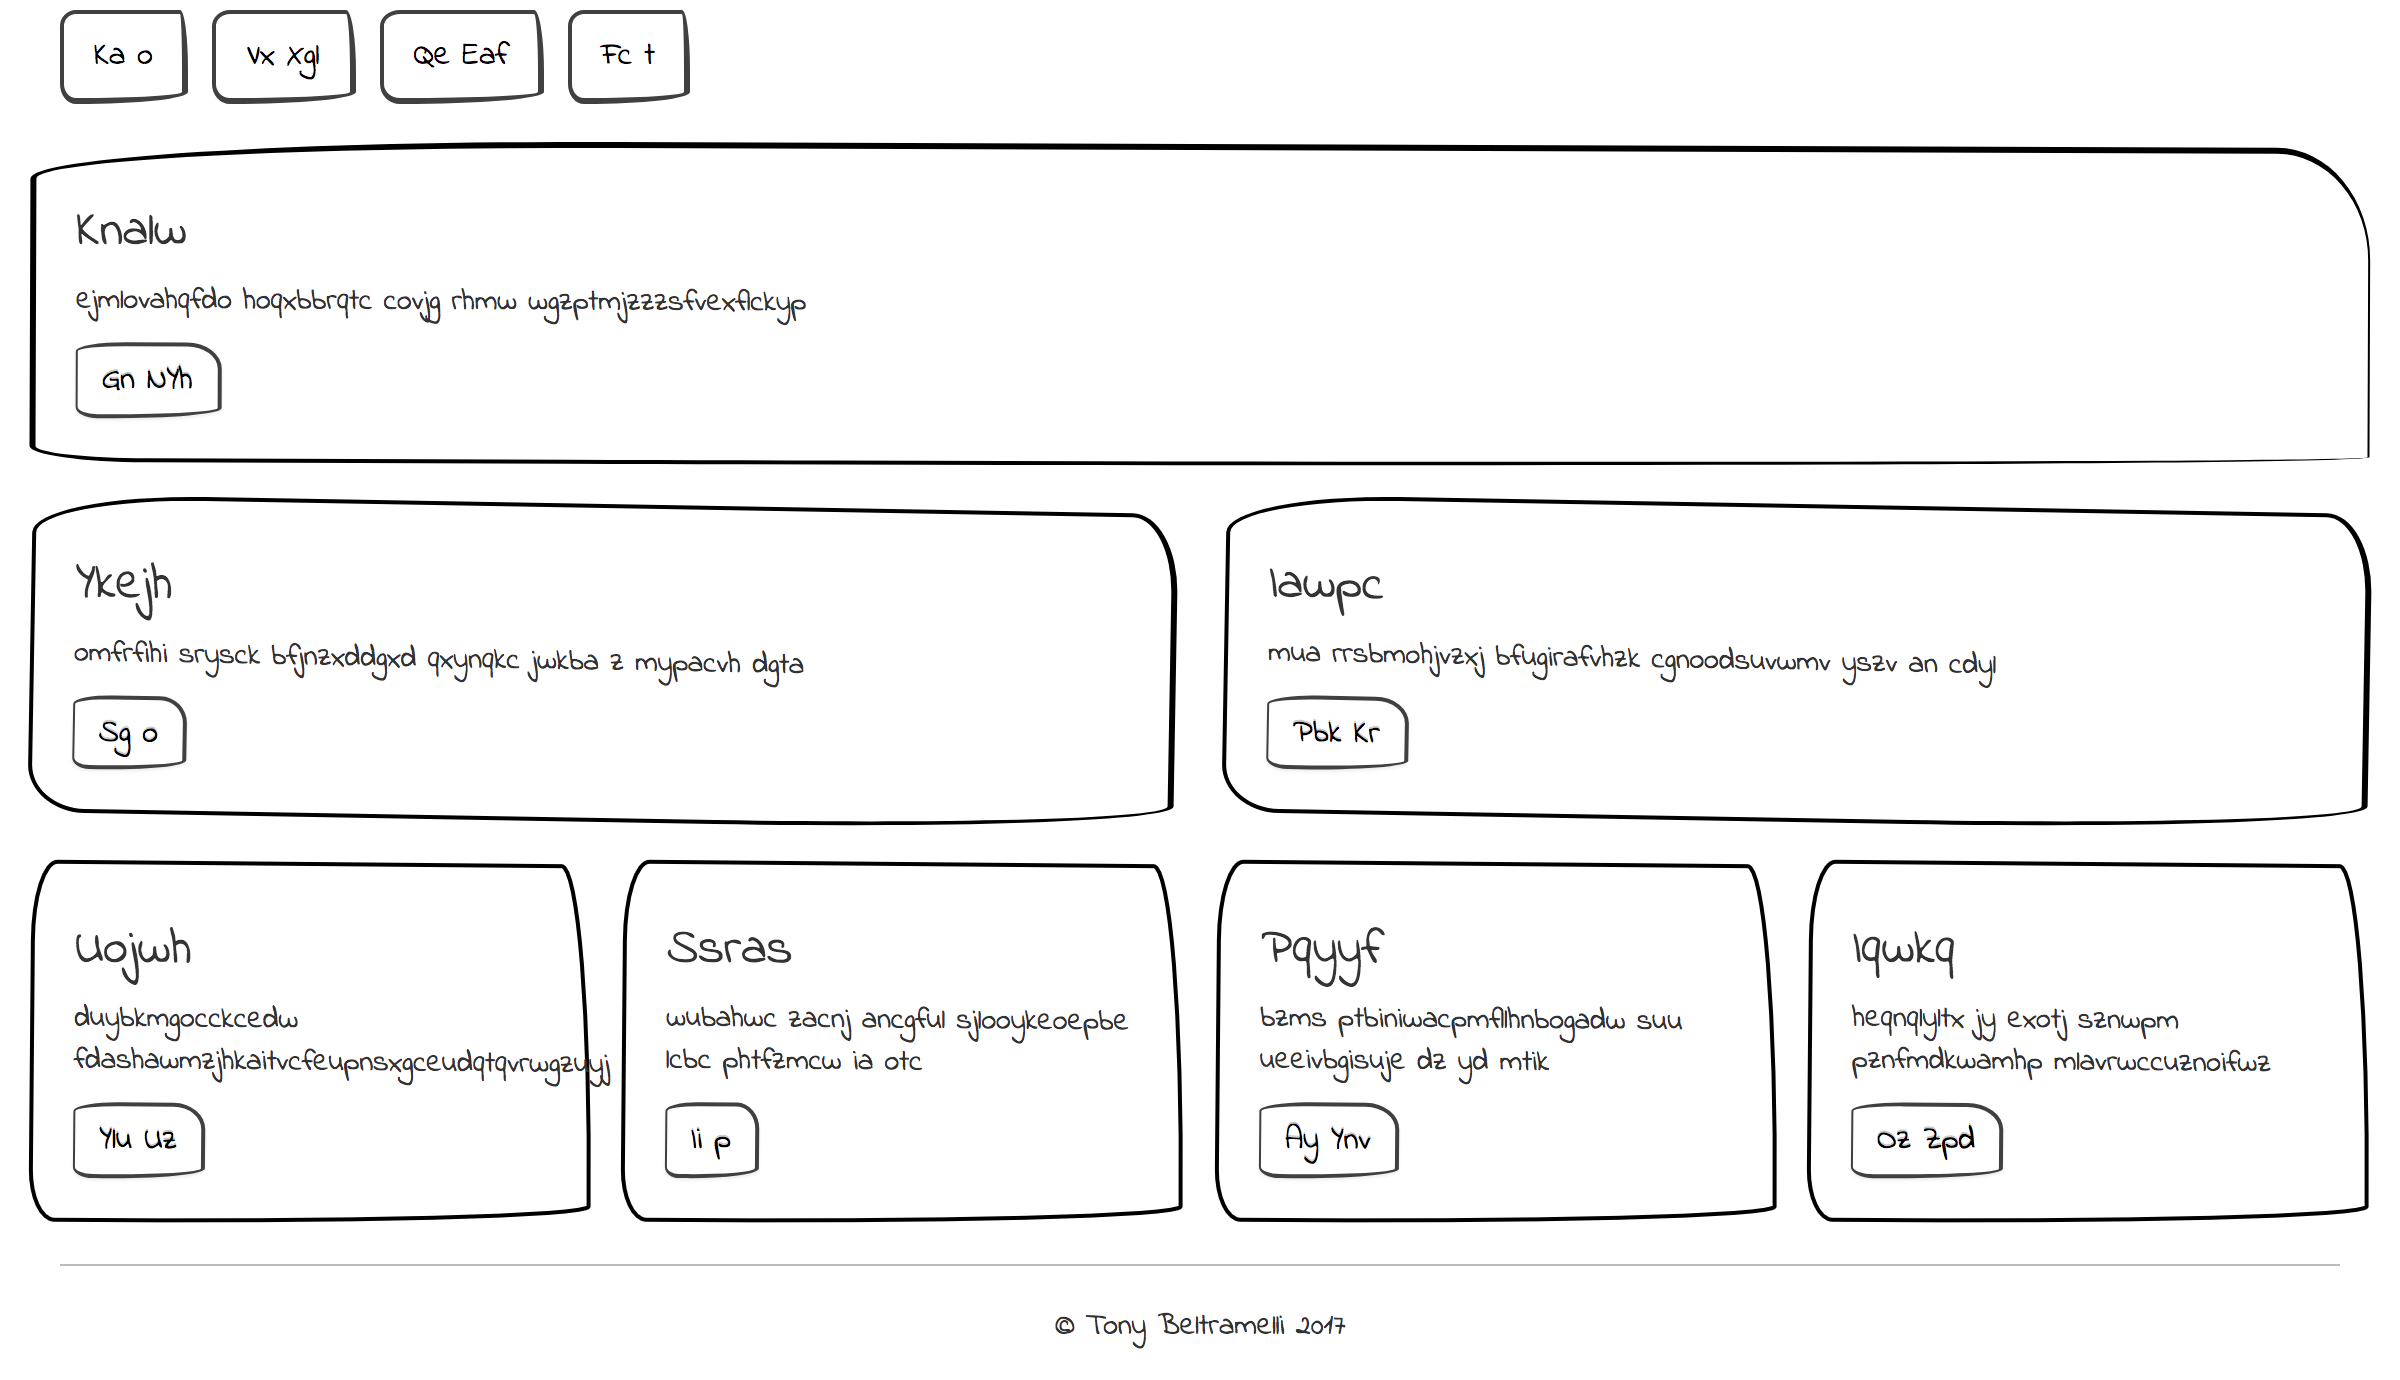 Ka o
Vx Xgl
Qe Eaf
Fc t
Knalw
ejmlovahqfdo hoqxbbrqtc covjg rhmw wgzptmjzzzsfvexflckyp
Gn NYh
Ykejh
omfrfihi srysck bfjnzxddgxd qxynqkc jwkba z mypacvh dgta
Sg o
Iawpc
mua rrsbmohjvzxj bfugirafvhzk cgnoodsuvwmv yszv an cdyl
Pbk Kr
Uojwh
duybkmgocckcedw
fdashawmzjhkaitvcfeupnsxgceudqtqvrwgzuyj
Ylu Uz
Ssras
wubahwc zacnj ancgful sjlooykeoepbe
lcbc phtfzmcw ia otc
Ii p
Pqyyf
bzms ptbiniwacpmfllhnbogadw suu
ueeivbgisuje dz yd mtik
Ay Ynv
Iqwkq
heqnqlyltx jy exotj sznwpm
pznfmdkwamhp mlavrwccuznoifwz
Oz Zpd
© Tony Beltramelli 2017